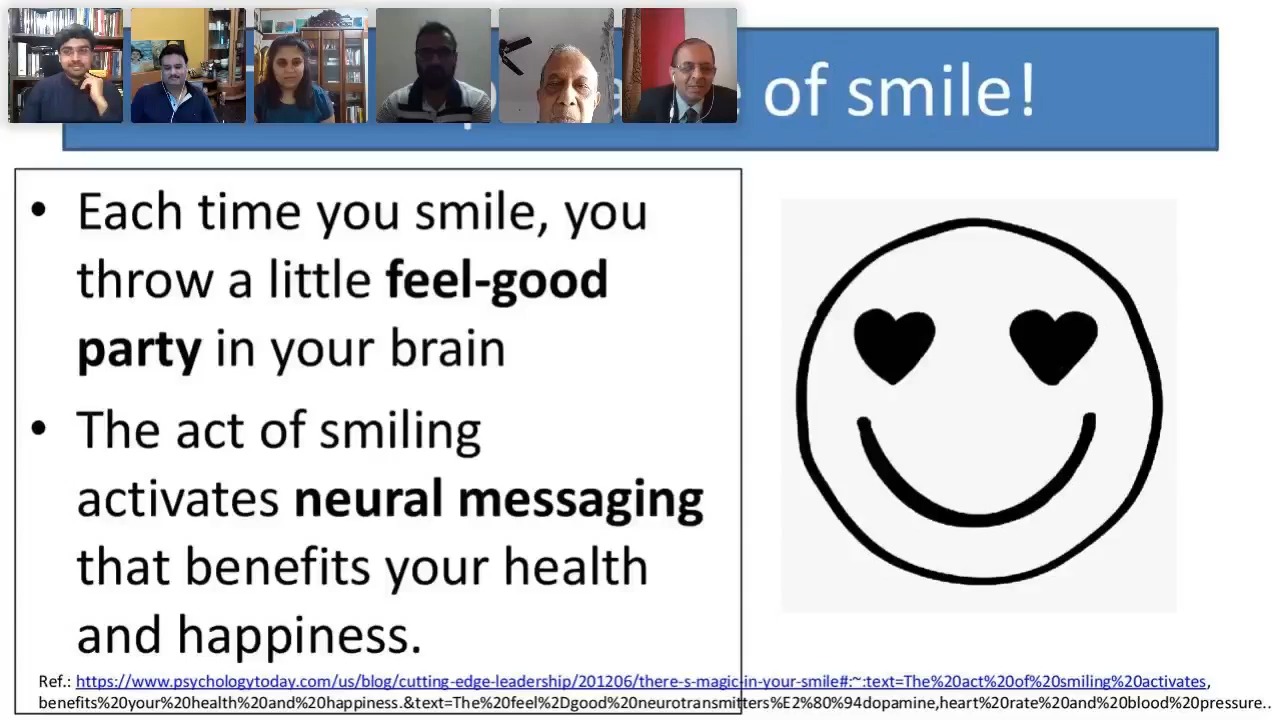 of smile!
• Each time you smile, you
throw a little feel-good
party in your brain
• The act of smiling
activates neural messaging
that benefits your health
and happiness.
Ref.: https://www.psychologytoday.com/us/blog/cutting-edge-leadership/201206/there-s-magic-in-your-smile#:~:text=The%20act%20of%20smiling%20activates,
benefits%20your%20health%20and%20happiness.&text=The%20feel%2Dgood%20neurotransmitters%E2%80%94dopamine,heart%20rate%20and%20blood%20pressure..